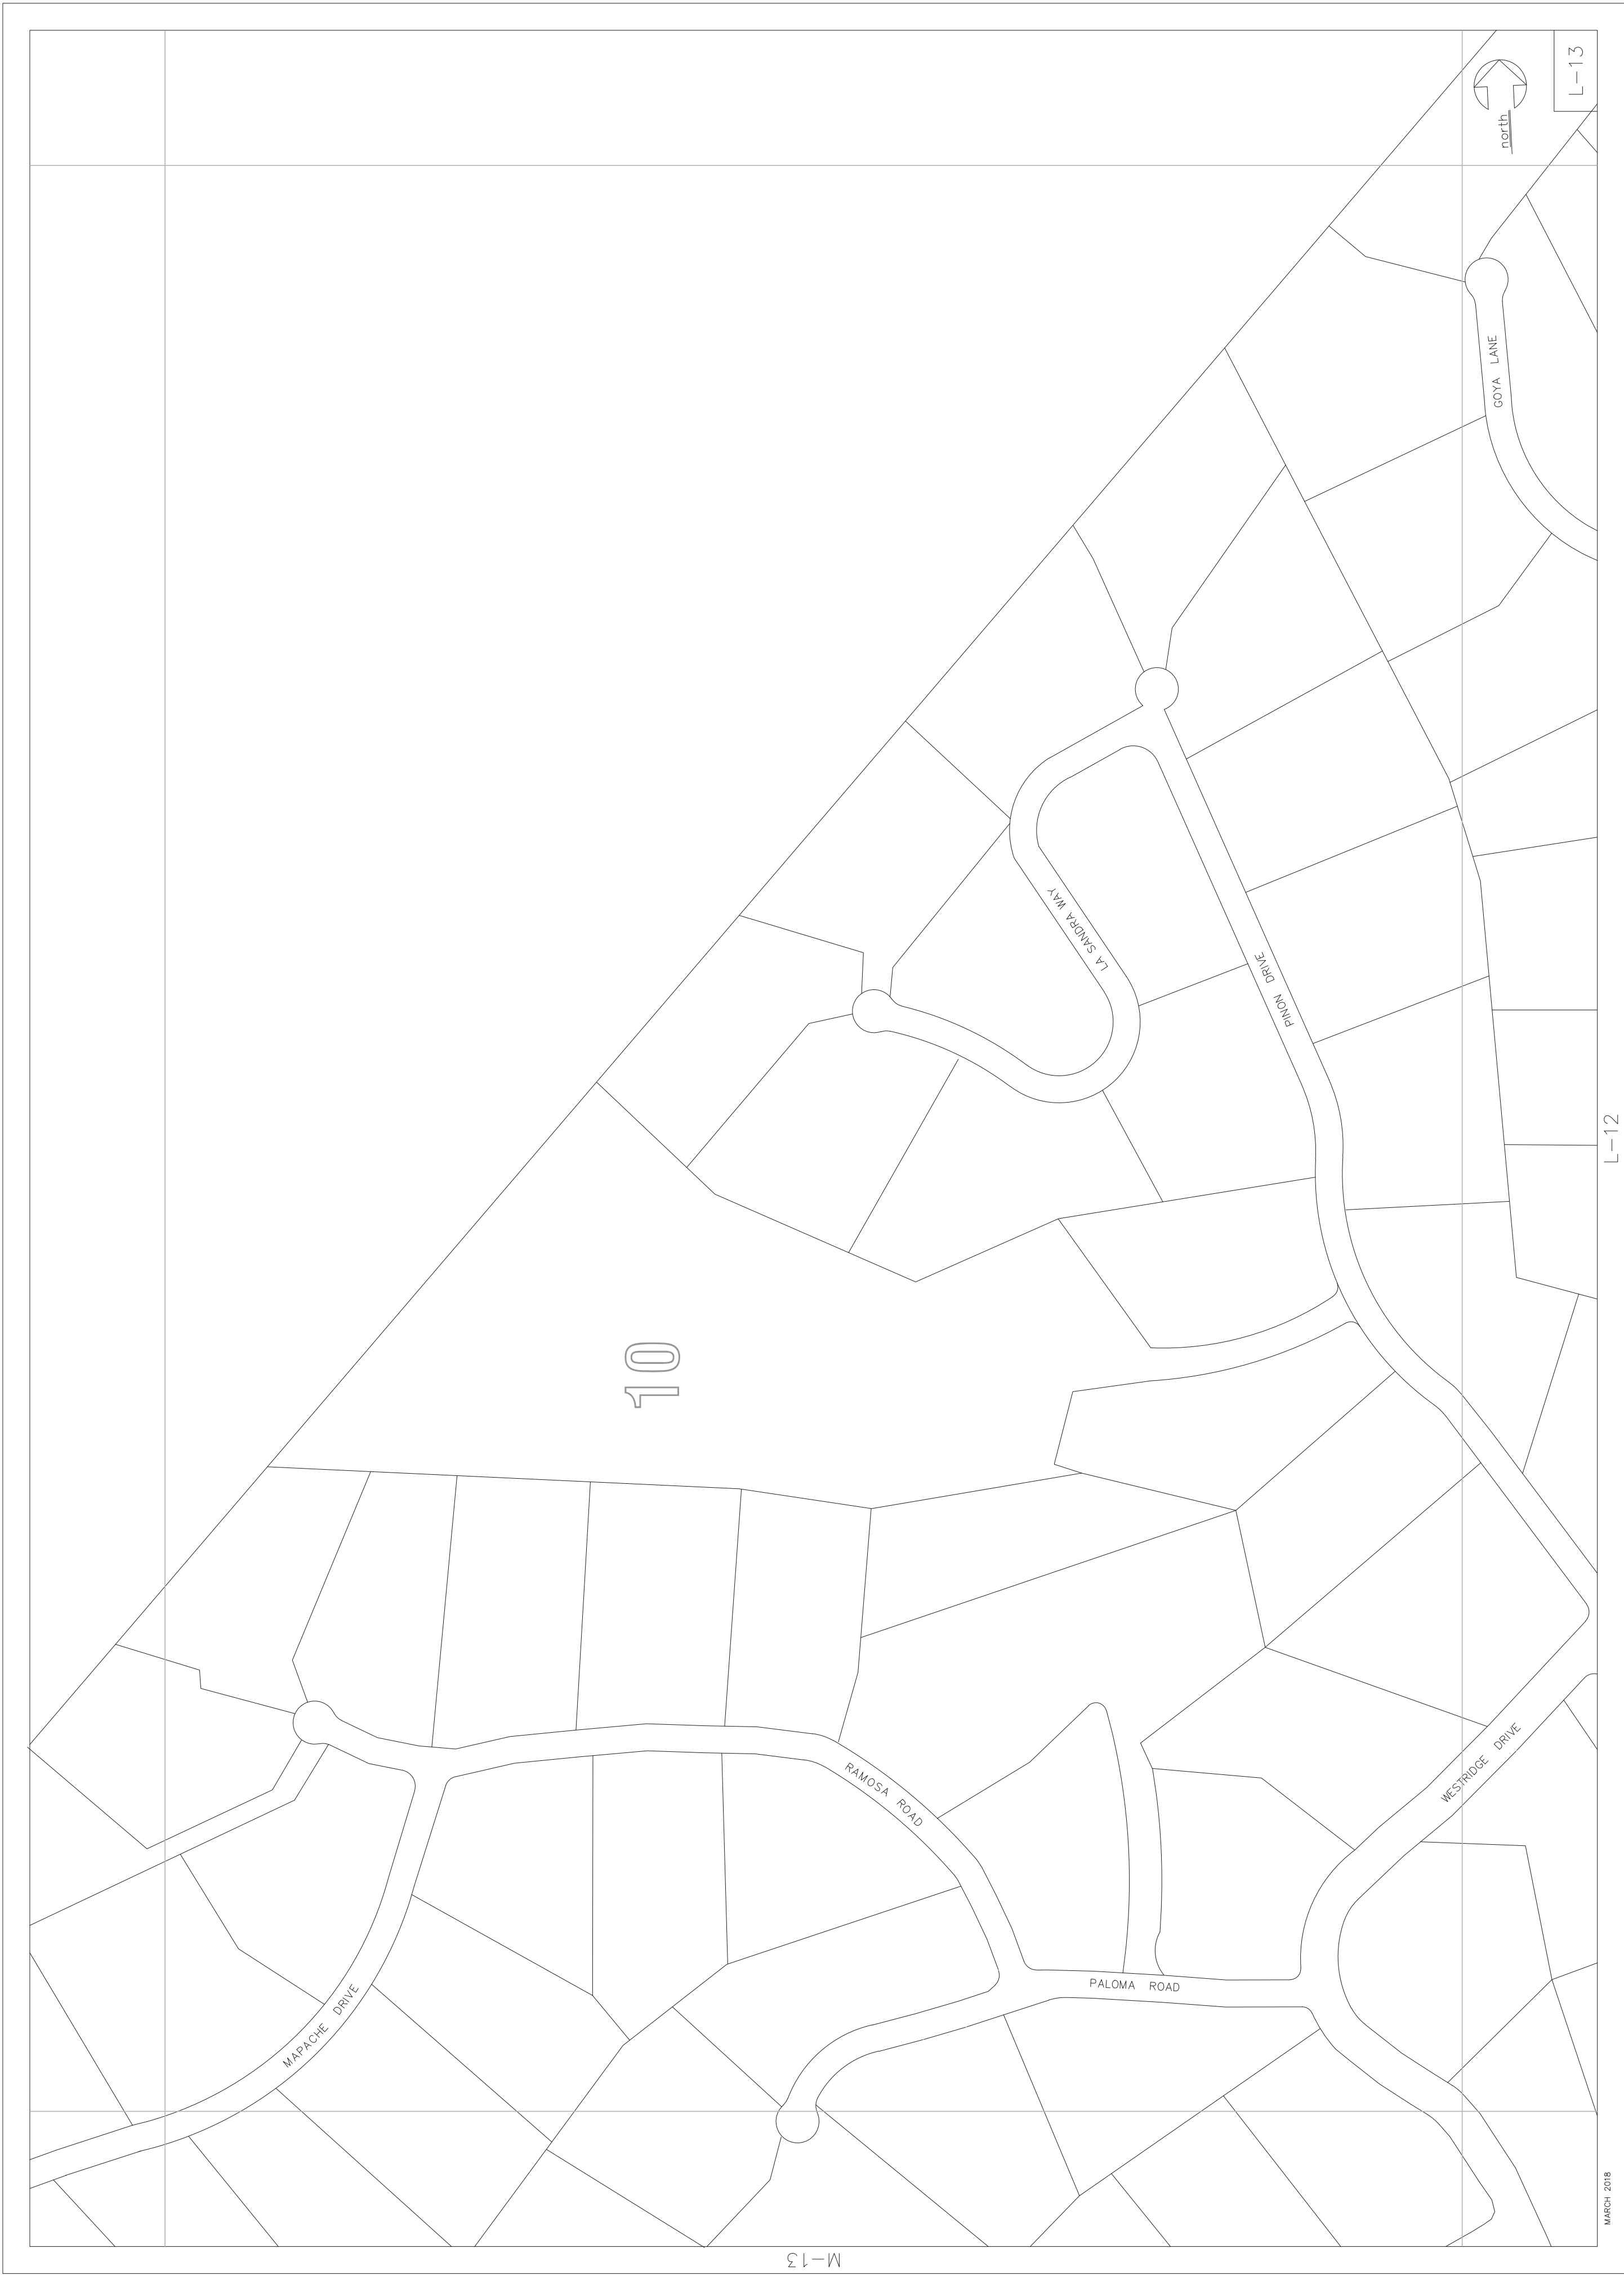 L-13
north
GOYA LANE
LA SANDRA WAY
PINON DRIVE
L-12
10
RAMOSA ROAD
WESTRIDGE DRIVE
PALOMA ROAD
MAPACHE DRIVE
MARCH 2018
M-13